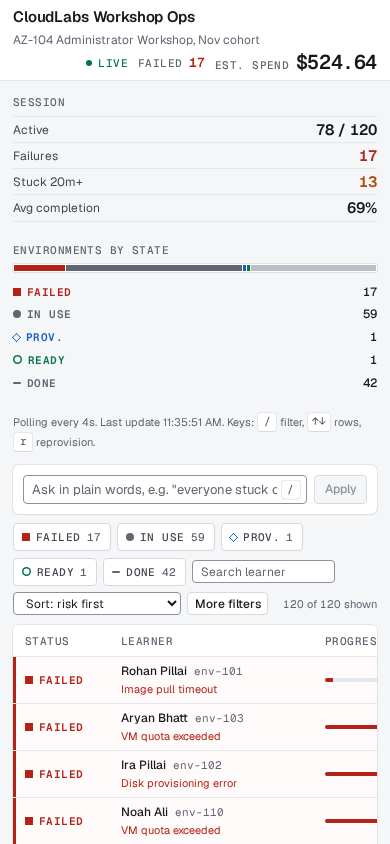 CloudLabs Workshop Ops
AZ-104 Administrator Workshop, Nov cohort
LIVE FAILED 17 EST. SPEND $524.64
SESSION
Active 78 / 120
Failures 17
Stuck 20m+ 13
Avg completion 69%
ENVIRONMENTS BY STATE
FAILED 17
IN USE 59
PROV. 1
READY 1
DONE 42
Polling every 4s. Last update 11:35:51 AM. Keys: / filter, ↑↓ rows,
r reprovision.
Ask in plain words, e.g. "everyone stuck c / Apply
FAILED 17 IN USE 59 PROV. 1
READY 1 DONE 42 Search learner
Sort: risk first More filters 120 of 120 shown
STATUS LEARNER PROGRES
FAILED Rohan Pillai env-101
Image pull timeout
FAILED Aryan Bhatt env-103
VM quota exceeded
FAILED Ira Pillai env-102
Disk provisioning error
FAILED Noah Ali env-110
VM quota exceeded